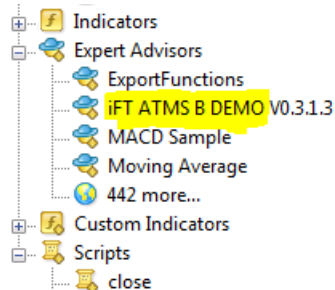 Indicators
Expert Advisors
ExportFunctions
iFT ATMS B DEMO V0.3.1.3
MACD Sample
Moving Average
442 more...
Custom Indicators
Scripts
close